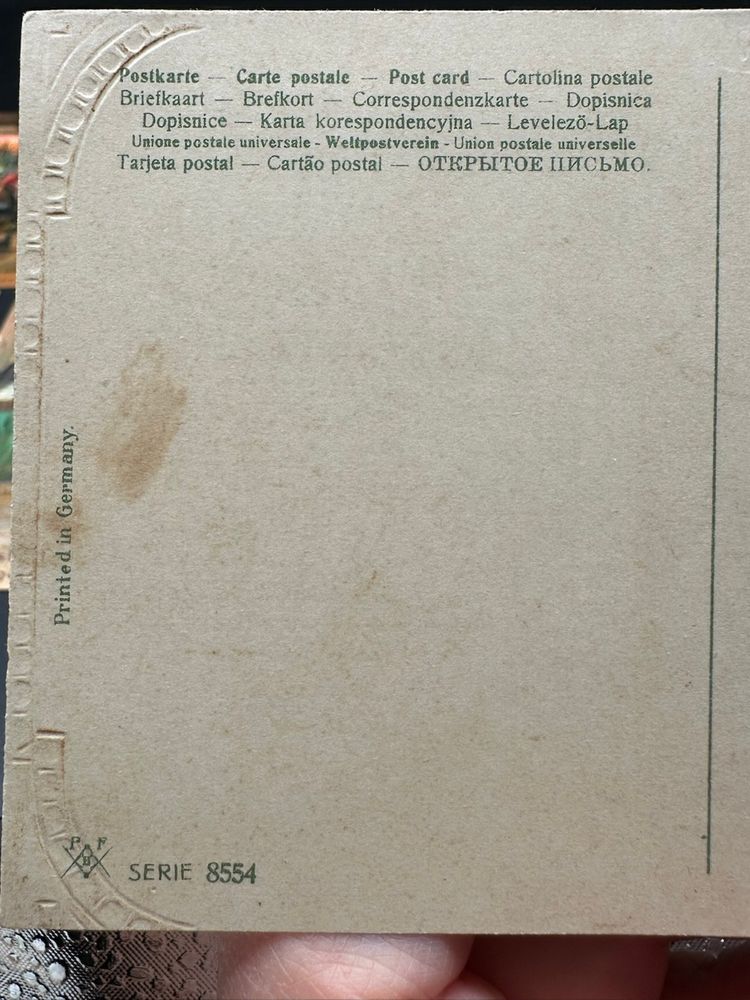 Postkarte — Carte postale — Post card — Cartolina postale
Briefkaart — Brefkort — Correspondenzkarte — Dopisnica
Dopisnice — Karta korespondencyjna — Levelező-Lap
Unione postale universale - Weltpostverein - Union postale universelle
Tarjeta postal — Cartão postal — ОТКРЫТОЕ ПИСЬМО.
Printed in Germany.
P F
B
SERIE 8554